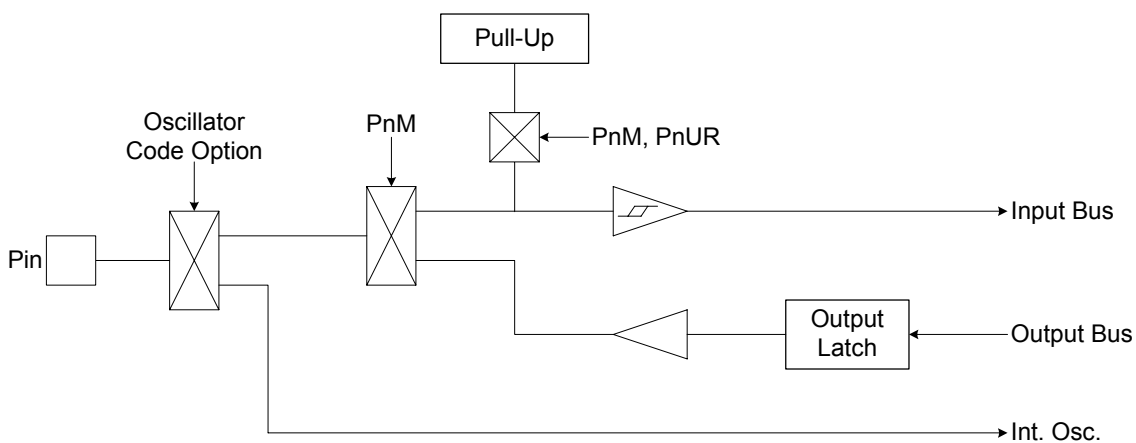 Pull-Up
Oscillator
Code Option
PnM
PnM, PnUR
Input Bus
Pin
Output
Latch
Output Bus
Int. Osc.